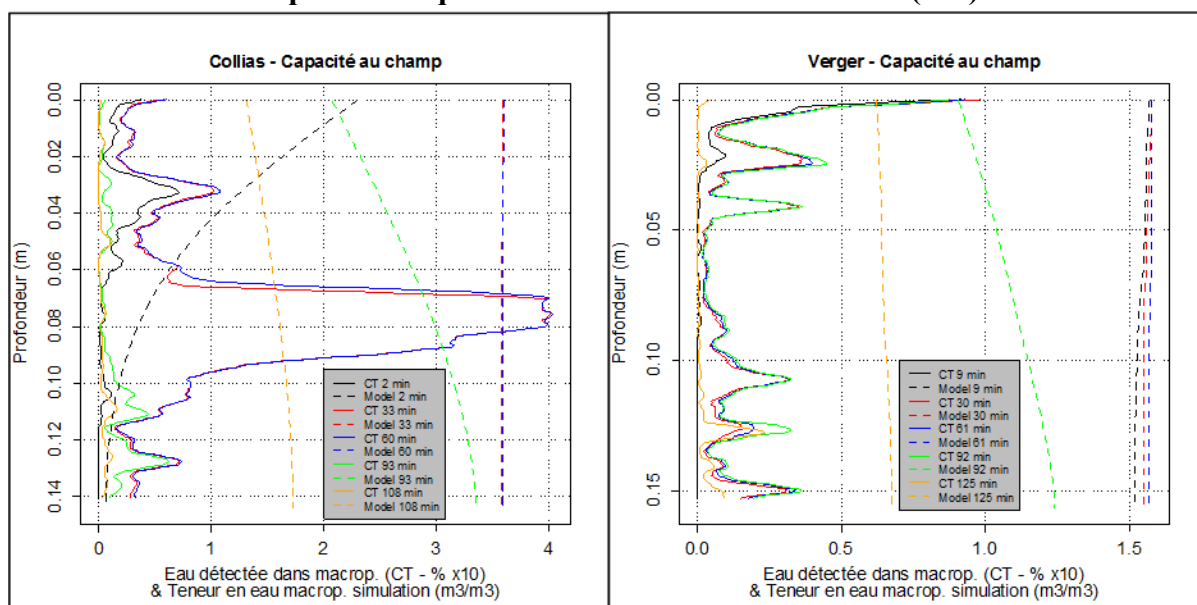 Collias - Capacité au champ
0.00
0.02
0.04
0.06
0.08
0.10
0.12
0.14
Profondeur (m)
CT 2 min
Model 2 min
CT 33 min
Model 33 min
CT 60 min
Model 60 min
CT 93 min
Model 93 min
CT 108 min
Model 108 min
0 1 2 3 4
Eau détectée dans macrop. (CT - % x10)
& Teneur en eau macrop. simulation (m3/m3)
Verger - Capacité au champ
0.00
0.05
0.10
0.15
Profondeur (m)
CT 9 min
Model 9 min
CT 30 min
Model 30 min
CT 61 min
Model 61 min
CT 92 min
Model 92 min
CT 125 min
Model 125 min
0.0 0.5 1.0 1.5
Eau détectée dans macrop. (CT - % x10)
& Teneur en eau macrop. simulation (m3/m3)